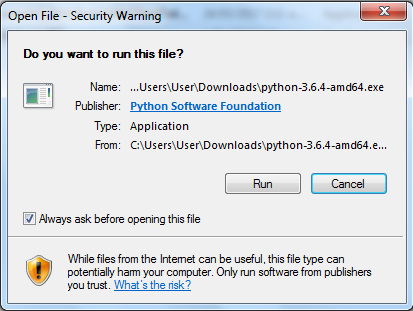 Open File - Security Warning
Do you want to run this file?
Name: ...Users\User\Downloads\python-3.6.4-amd64.exe
Publisher: Python Software Foundation
Type: Application
From: C:\Users\User\Downloads\python-3.6.4-amd64.e...
Run Cancel
Always ask before opening this file
While files from the Internet can be useful, this file type can
potentially harm your computer. Only run software from publishers
you trust. What's the risk?